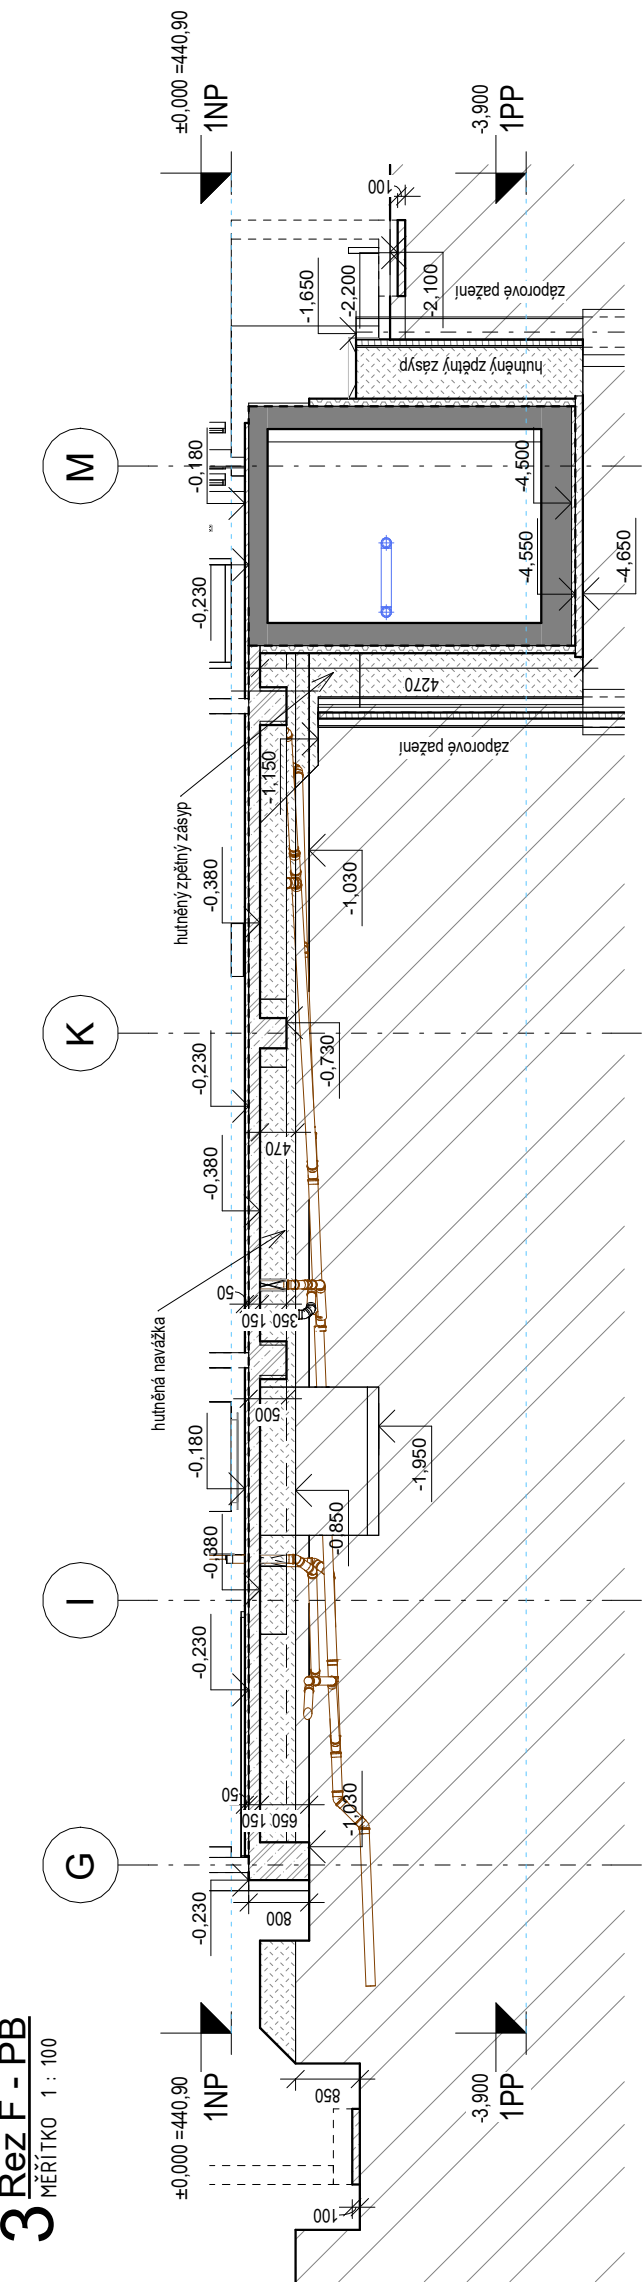 3 Řez F - PB
MĚŘÍTKO 1 : 100
±0,000 =440,90
1NP
-3,900
1PP
±0,000 =440,90
1NP
-3,900
1PP
G
I
K
M
-0,230
-0,230
-0,380
-0,180
-0,380
-0,230
-0,380
-0,230
-0,180
hutněná navážka
hutněný zpětný zásyp
50
150
650
800
850
100
500
50
150
350
470
-1,030
-0,850
-1,950
-0,730
-1,030
-1,150
4270
záporové pažení
-4,550
-4,650
-4,500
hutněný zpětný zásyp
záporové pažení
-1,650
-2,200
-2,100
100